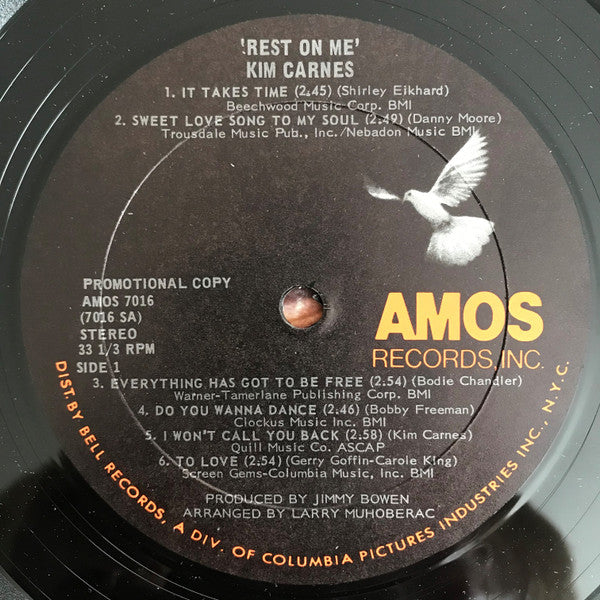 'REST ON ME'
KIM CARNES
1. IT TAKES TIME (2:45) (Shirley Eikhard)
Beechwood Music Corp. BMI
2. SWEET LOVE SONG TO MY SOUL (2:49) (Danny Moore)
Trousdale Music Pub., Inc./Nebadon Music BMI
PROMOTIONAL COPY
AMOS 7016
(7016 SA)
STEREO
33 1/3 RPM
SIDE 1
AMOS
RECORDS, INC.
3. EVERYTHING HAS GOT TO BE FREE (2:54) (Bodie Chandler)
Warner-Tamerlane Publishing Corp. BMI
4. DO YOU WANNA DANCE (2:46) (Bobby Freeman)
Clockus Music Inc. BMI
5. I WON'T CALL YOU BACK (2:58) (Kim Carnes)
Quill Music Co. ASCAP
6. TO LOVE (2:54) (Gerry Goffin-Carole King)
Screen Gems-Columbia Music, Inc. BMI
PRODUCED BY JIMMY BOWEN
ARRANGED BY LARRY MUHOBERAC
DIST. BY BELL RECORDS, A DIV. OF COLUMBIA PICTURES INDUSTRIES INC., N.Y.C.